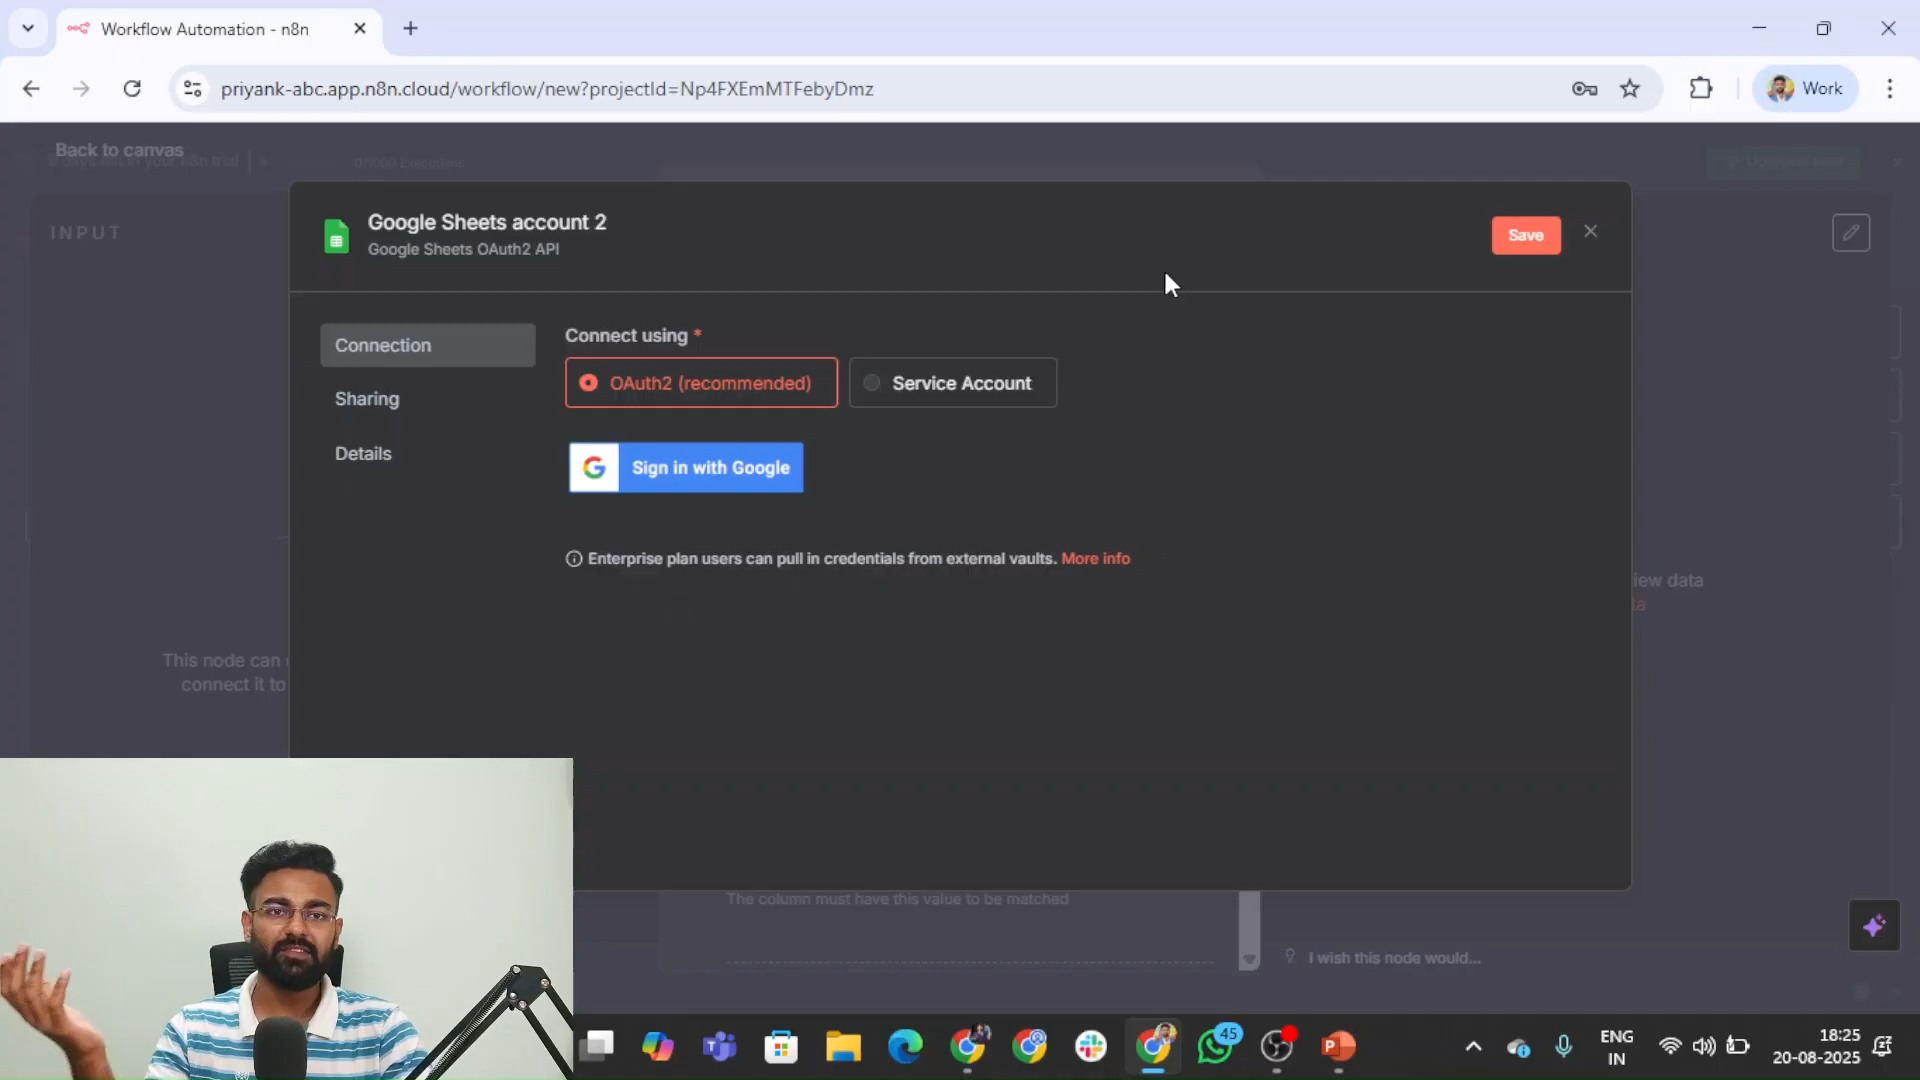 Workflow Automation - n8n
priyank-abc.app.n8n.cloud/workflow/new?projectId=Np4FXEmMTFebyDmz
Work
Back to canvas
0/1000 Executions
INPUT
Google Sheets account 2
Google Sheets OAuth2 API
Save
Connection
Sharing
Details
Connect using *
OAuth2 (recommended)
Service Account
Sign in with Google
Enterprise plan users can pull in credentials from external vaults. More info
This node can
connect it to
data
The column must have this value to be matched
I wish this node would...
45
ENG
IN
18:25
20-08-2025